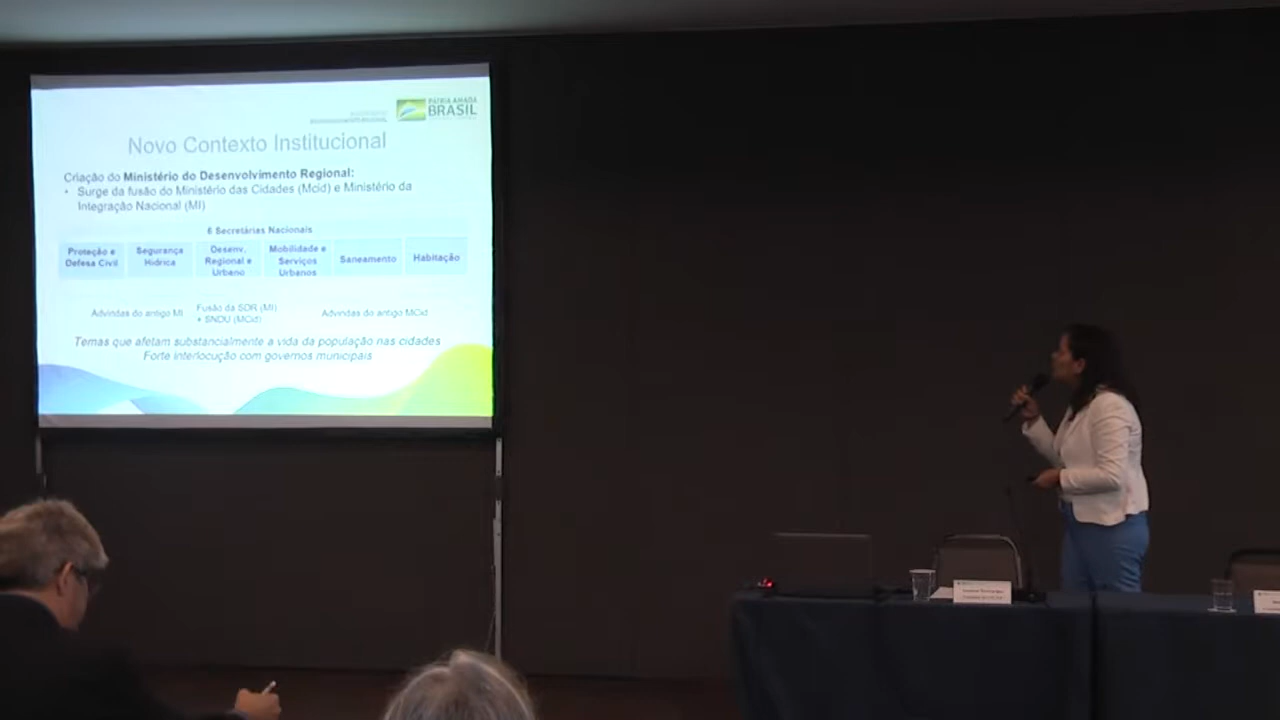 PÁTRIA AMADA
BRASIL
Novo Contexto Institucional
Criação do Ministério do Desenvolvimento Regional:
• Surge da fusão do Ministério das Cidades (Mcid) e Ministério da
Integração Nacional (MI)
6 Secretárias Nacionais
Proteção e
Defesa Civil
Segurança
Hídrica
Desenv.
Regional e
Urbano
Mobilidade e
Serviços
Urbanos
Saneamento
Habitação
Advindas do antigo MI
Fusão da SDR (MI)
+ SNDU (MCid)
Advindas do antigo MCid
Temas que afetam substancialmente a vida da população nas cidades
Forte interlocução com governos municipais